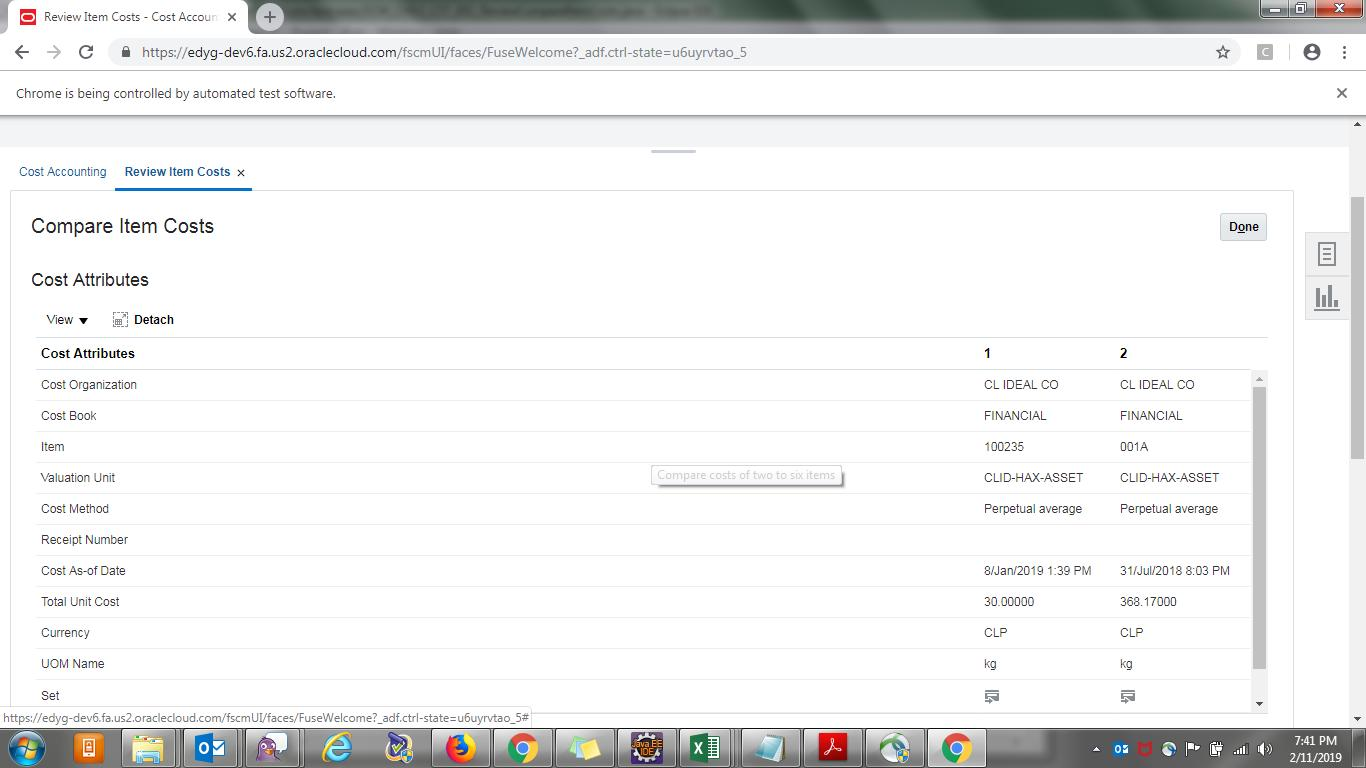 Review Item Costs - Cost Accoun
https://edyg-dev6.fa.us2.oraclecloud.com/fscmUI/faces/FuseWelcome?_adf.ctrl-state=u6uyrvtao_5
Chrome is being controlled by automated test software.
Cost Accounting Review Item Costs
Compare Item Costs
Done
Cost Attributes
View Detach
Cost Attributes 1 2
Cost Organization CL IDEAL CO CL IDEAL CO
Cost Book FINANCIAL FINANCIAL
Item 100235 001A
Compare costs of two to six items
Valuation Unit CLID-HAX-ASSET CLID-HAX-ASSET
Cost Method Perpetual average Perpetual average
Receipt Number
Cost As-of Date 8/Jan/2019 1:39 PM 31/Jul/2018 8:03 PM
Total Unit Cost 30.00000 368.17000
Currency CLP CLP
UOM Name kg kg
Set
https://edyg-dev6.fa.us2.oraclecloud.com/fscmUI/faces/FuseWelcome?_adf.ctrl-state=u6uyrvtao_5#
Java EE
IDE
7:41 PM
2/11/2019